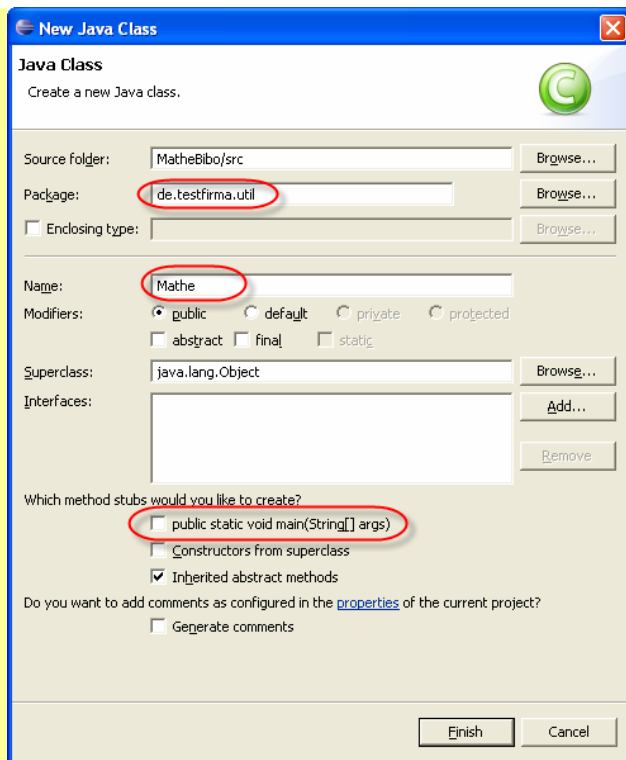 New Java Class
Java Class
Create a new Java class.
Source folder: MatheBibo/src Browse...
Package: de.testfirma.util Browse...
Enclosing type: Browse...
Name: Mathe
Modifiers: public default private protected
abstract final static
Superclass: java.lang.Object Browse...
Interfaces: Add...
Remove
Which method stubs would you like to create?
public static void main(String[] args)
Constructors from superclass
Inherited abstract methods
Do you want to add comments as configured in the properties of the current project?
Generate comments
Finish Cancel